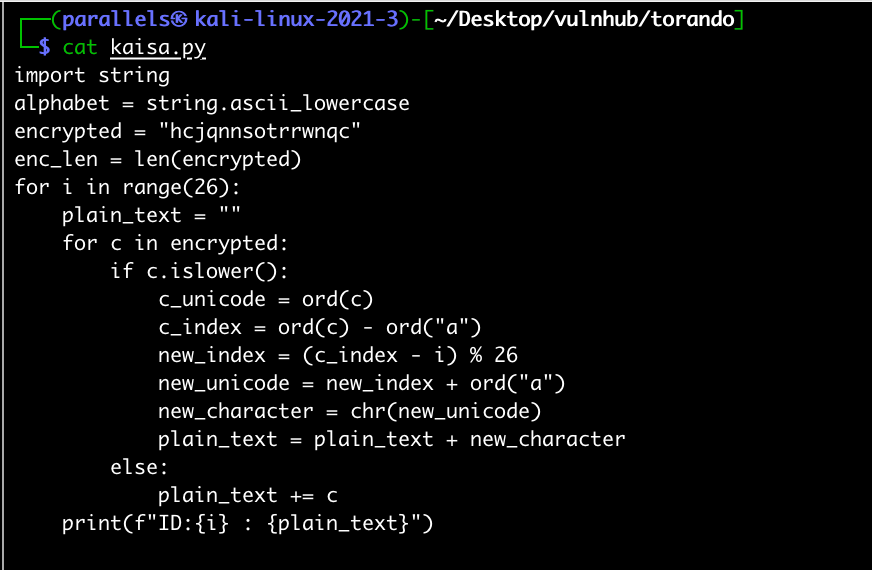 ┌──(parallels㉿kali-linux-2021-3)-[~/Desktop/vulnhub/torando]
└─$ cat kaisa.py
import string
alphabet = string.ascii_lowercase
encrypted = "hcjqnnsotrrwnqc"
enc_len = len(encrypted)
for i in range(26):
    plain_text = ""
    for c in encrypted:
        if c.islower():
            c_unicode = ord(c)
            c_index = ord(c) - ord("a")
            new_index = (c_index - i) % 26
            new_unicode = new_index + ord("a")
            new_character = chr(new_unicode)
            plain_text = plain_text + new_character
        else:
            plain_text += c
    print(f"ID:{i} : {plain_text}")